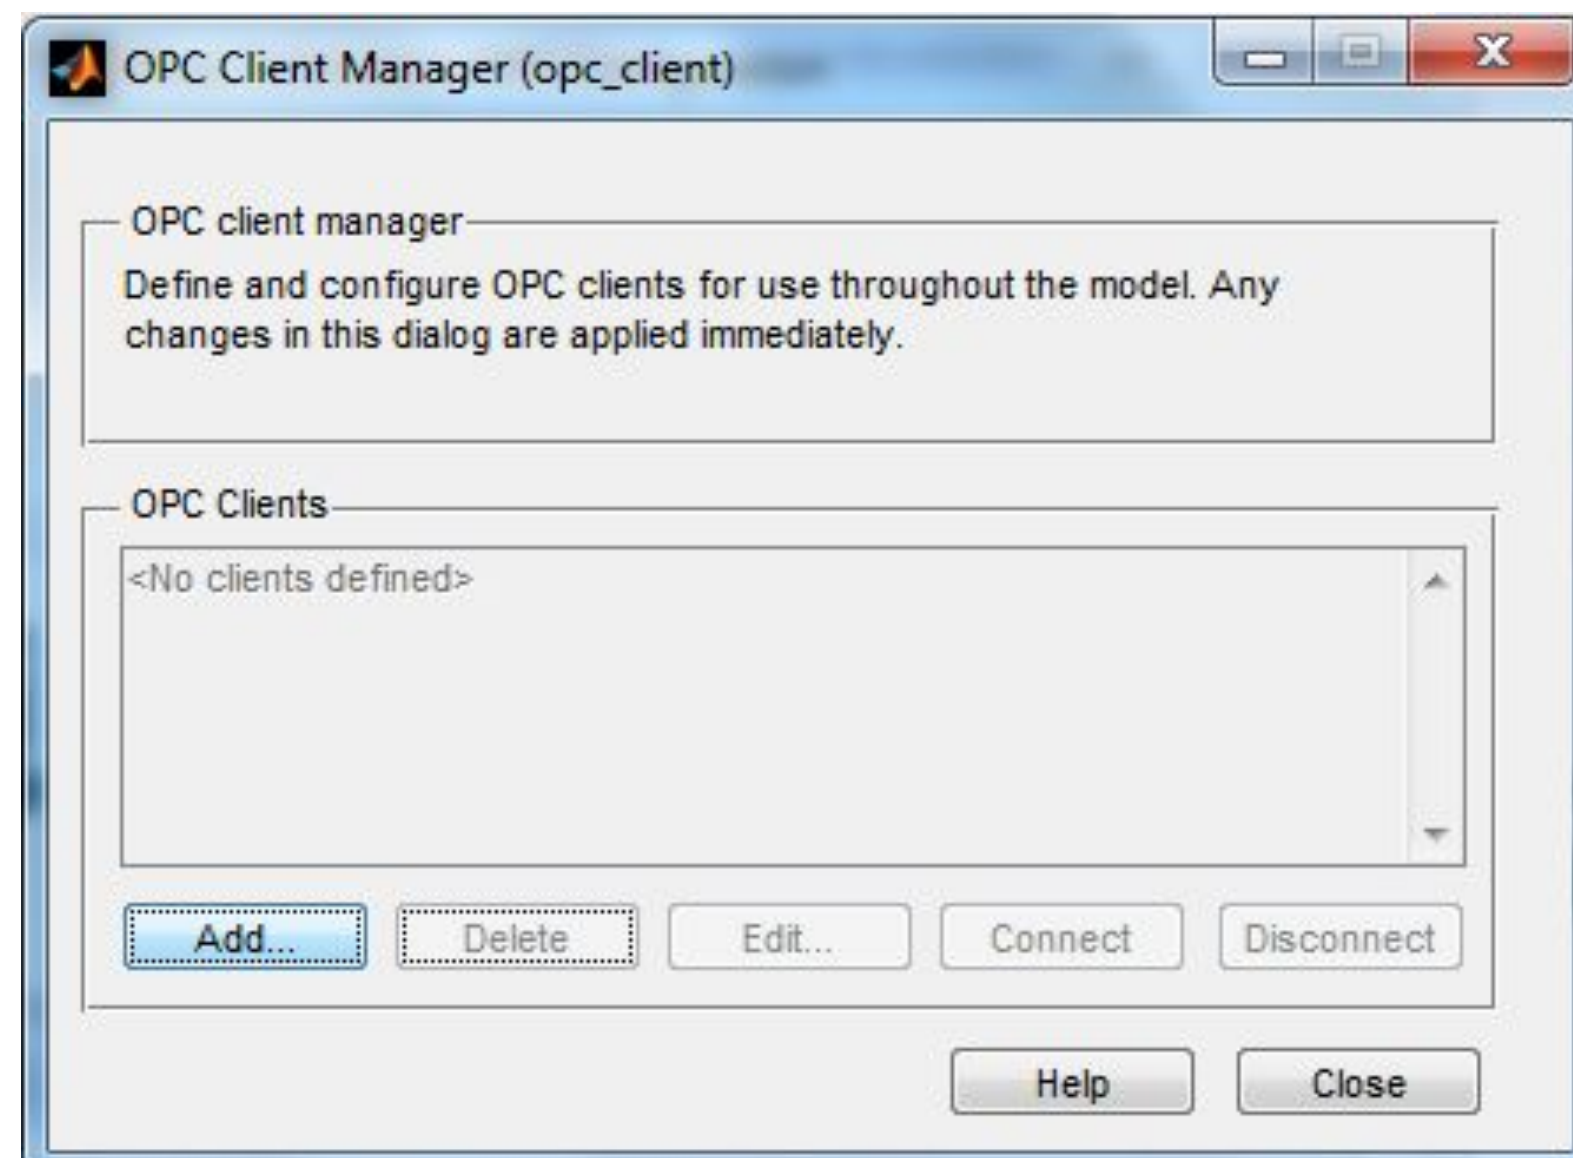 OPC Client Manager (opc_client)
OPC client manager
Define and configure OPC clients for use throughout the model. Any
changes in this dialog are applied immediately.
OPC Clients
<No clients defined>
Add... Delete Edit... Connect Disconnect
Help Close